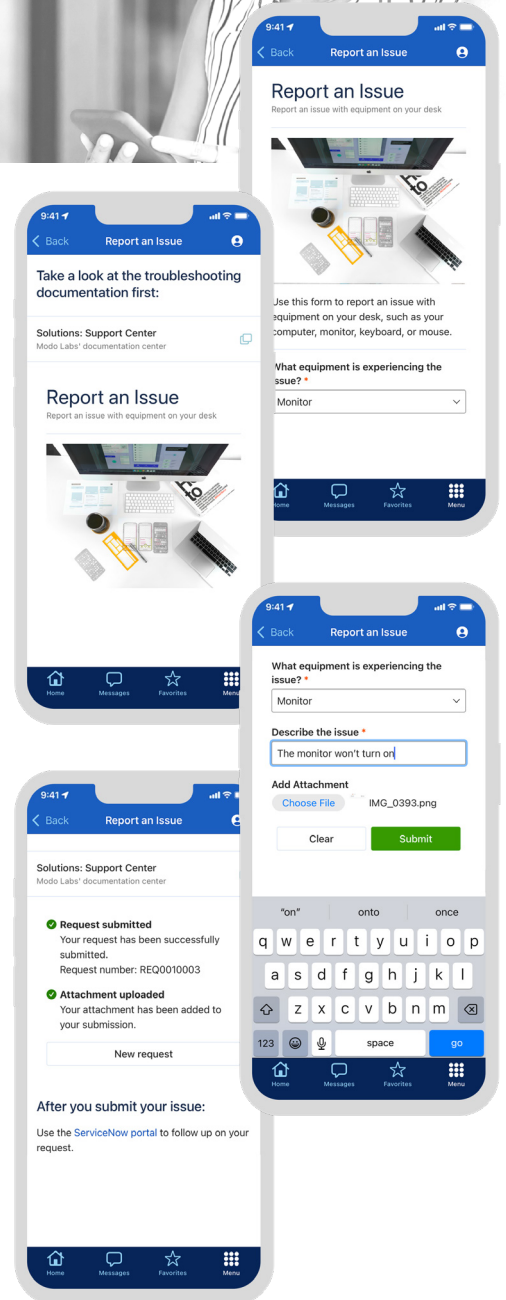 9:41
Back
Report an Issue
Report an Issue
Report an issue with equipment on your desk
Use this form to report an issue with
equipment on your desk, such as your
computer, monitor, keyboard, or mouse.
What equipment is experiencing the
issue? *
Monitor
Home
Messages
Favorites
Menu
9:41
Back
Report an Issue
Take a look at the troubleshooting
documentation first:
Solutions: Support Center
Modo Labs' documentation center
Report an Issue
Report an issue with equipment on your desk
Home
Messages
Favorites
Menu
9:41
Back
Report an Issue
What equipment is experiencing the
issue? *
Monitor
Describe the issue *
The monitor won't turn on
Add Attachment
Choose File
IMG_0393.png
Clear
Submit
"on"
onto
once
q w e r t y u i o p
a s d f g h j k l
z x c v b n m
123
space
go
Home
Messages
Favorites
Menu
9:41
Back
Report an Issue
Solutions: Support Center
Modo Labs' documentation center
Request submitted
Your request has been successfully
submitted.
Request number: REQ0010003
Attachment uploaded
Your attachment has been added to
your submission.
New request
After you submit your issue:
Use the ServiceNow portal to follow up on your
request.
Home
Messages
Favorites
Menu